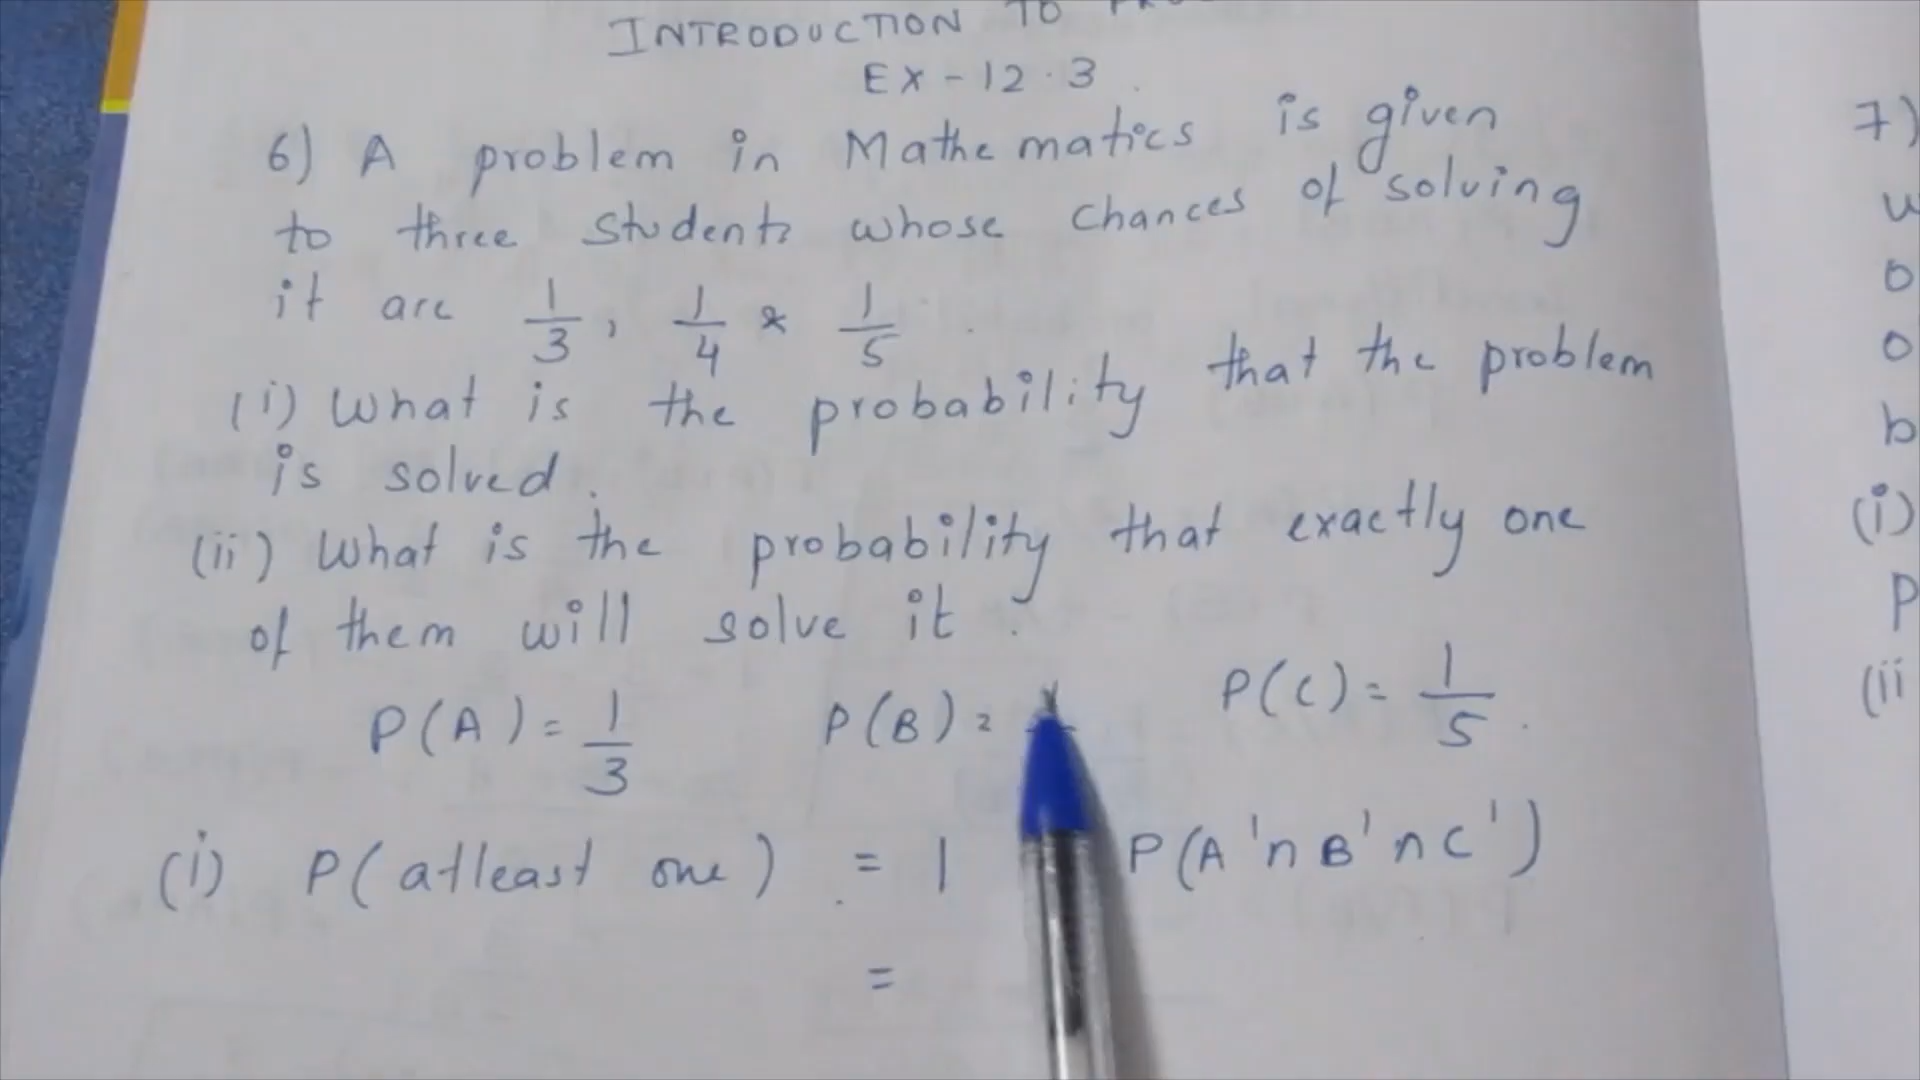 INTRODUCTION TO
EX - 12.3
6) A problem in Mathematics is given
to three students whose chances of solving
it are 1/3, 1/4 & 1/5.
(i) What is the probability that the problem
is solved.
(ii) What is the probability that exactly one
of them will solve it?
P(A) = 1/3 P(B) = P(C) = 1/5.
(i) P(atleast one) = 1 P(A'∩B'∩C')
=
7)
(i)
(ii